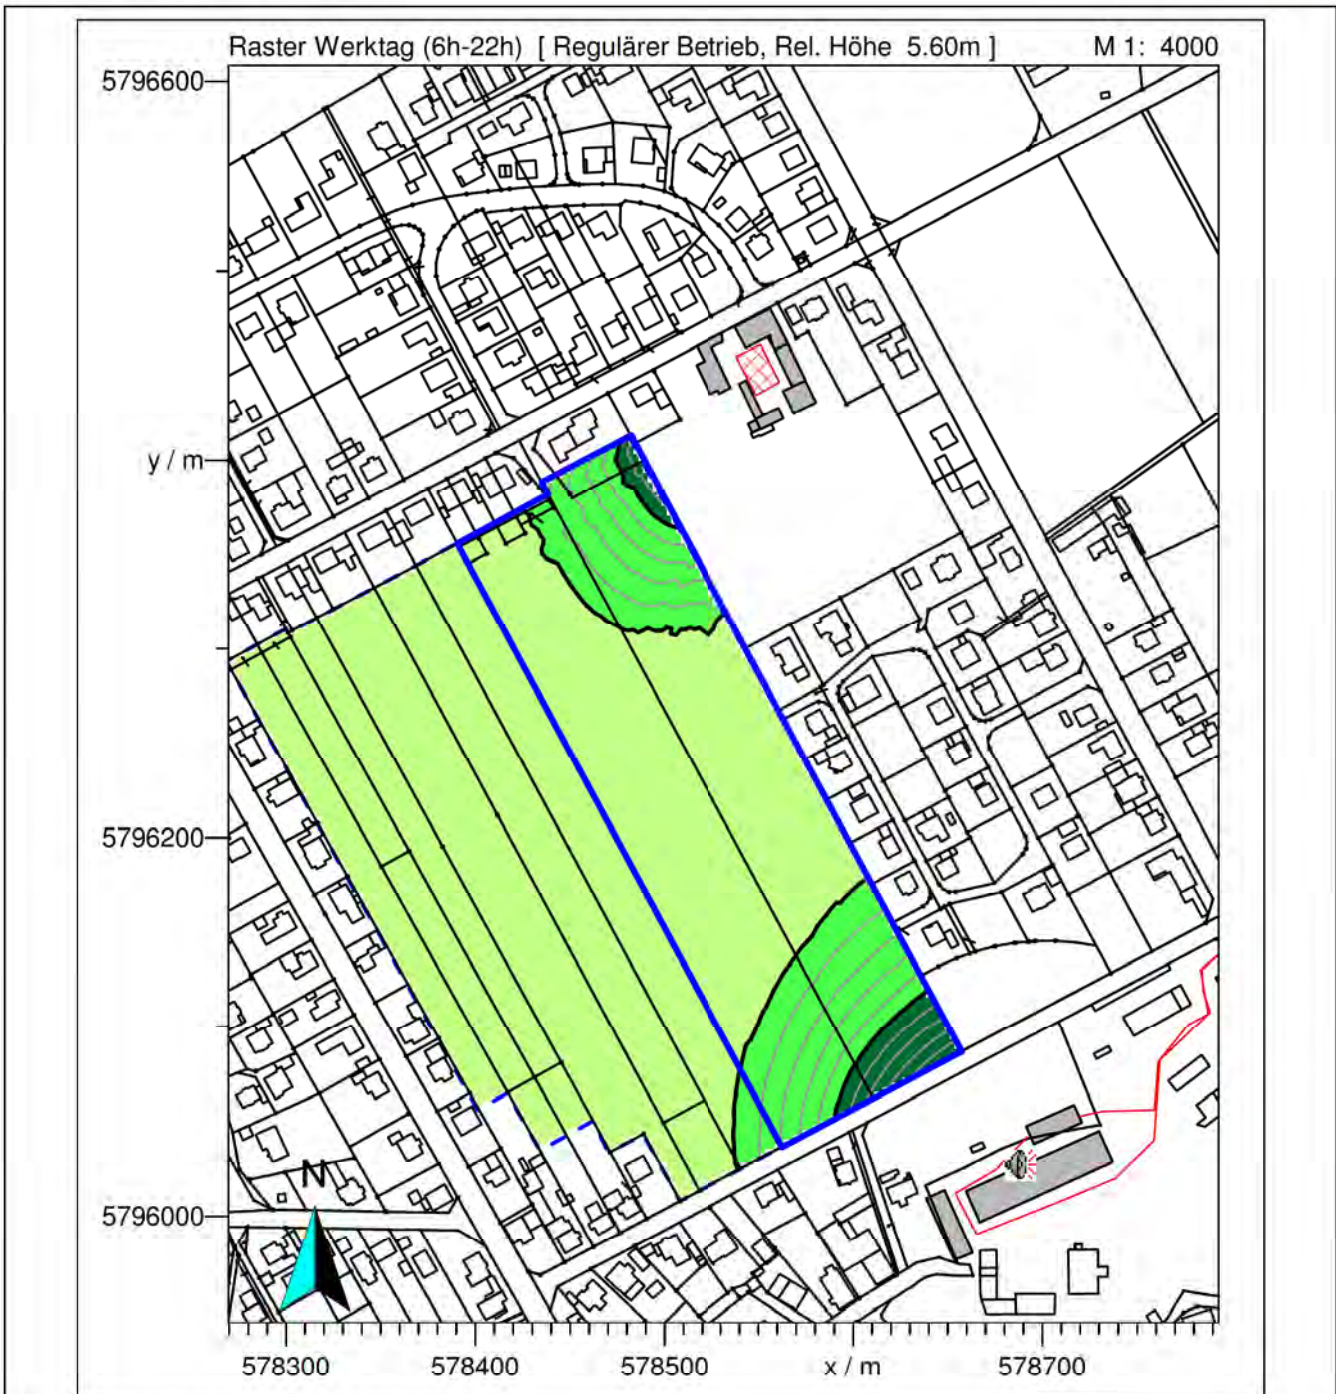 Raster Werktag (6h-22h) [ Regulärer Betrieb, Rel. Höhe 5.60m ] M 1: 4000
5796600
y / m
5796200
N
5796000
578300 578400 578500 x / m 578700